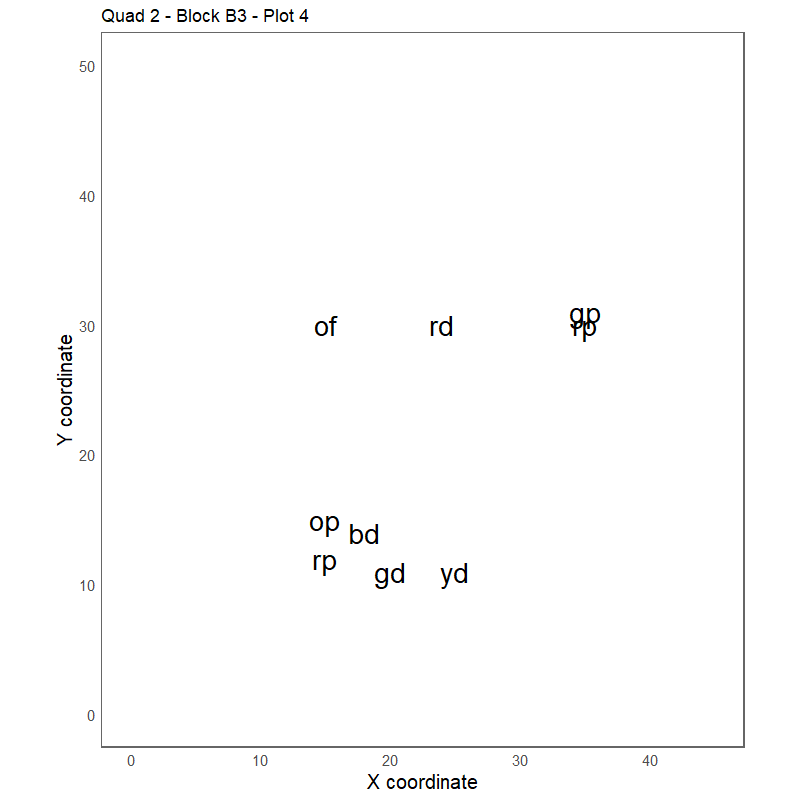 Quad 2 - Block B3 - Plot 4
50
40
gp
of rd rp
30
Y coordinate
20
op
bd
rp
gd yd
10
0
0 10 20 30 40
X coordinate